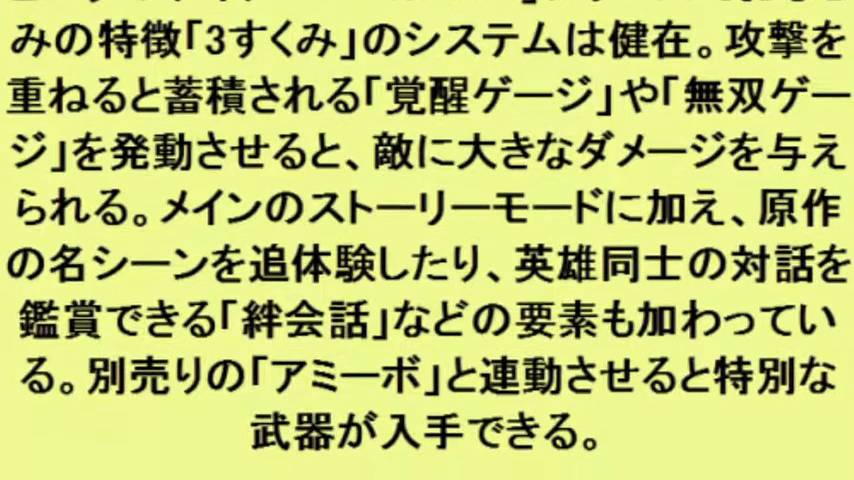 みの特徴「3すくみ」のシステムは健在。攻撃を
重ねると蓄積される「覚醒ゲージ」や「無双ゲー
ジ」を発動させると、敵に大きなダメージを与え
られる。メインのストーリーモードに加え、原作
の名シーンを追体験したり、英雄同士の対話を
鑑賞できる「絆会話」などの要素も加わってい
る。別売りの「アミーボ」と連動させると特別な
武器が入手できる。